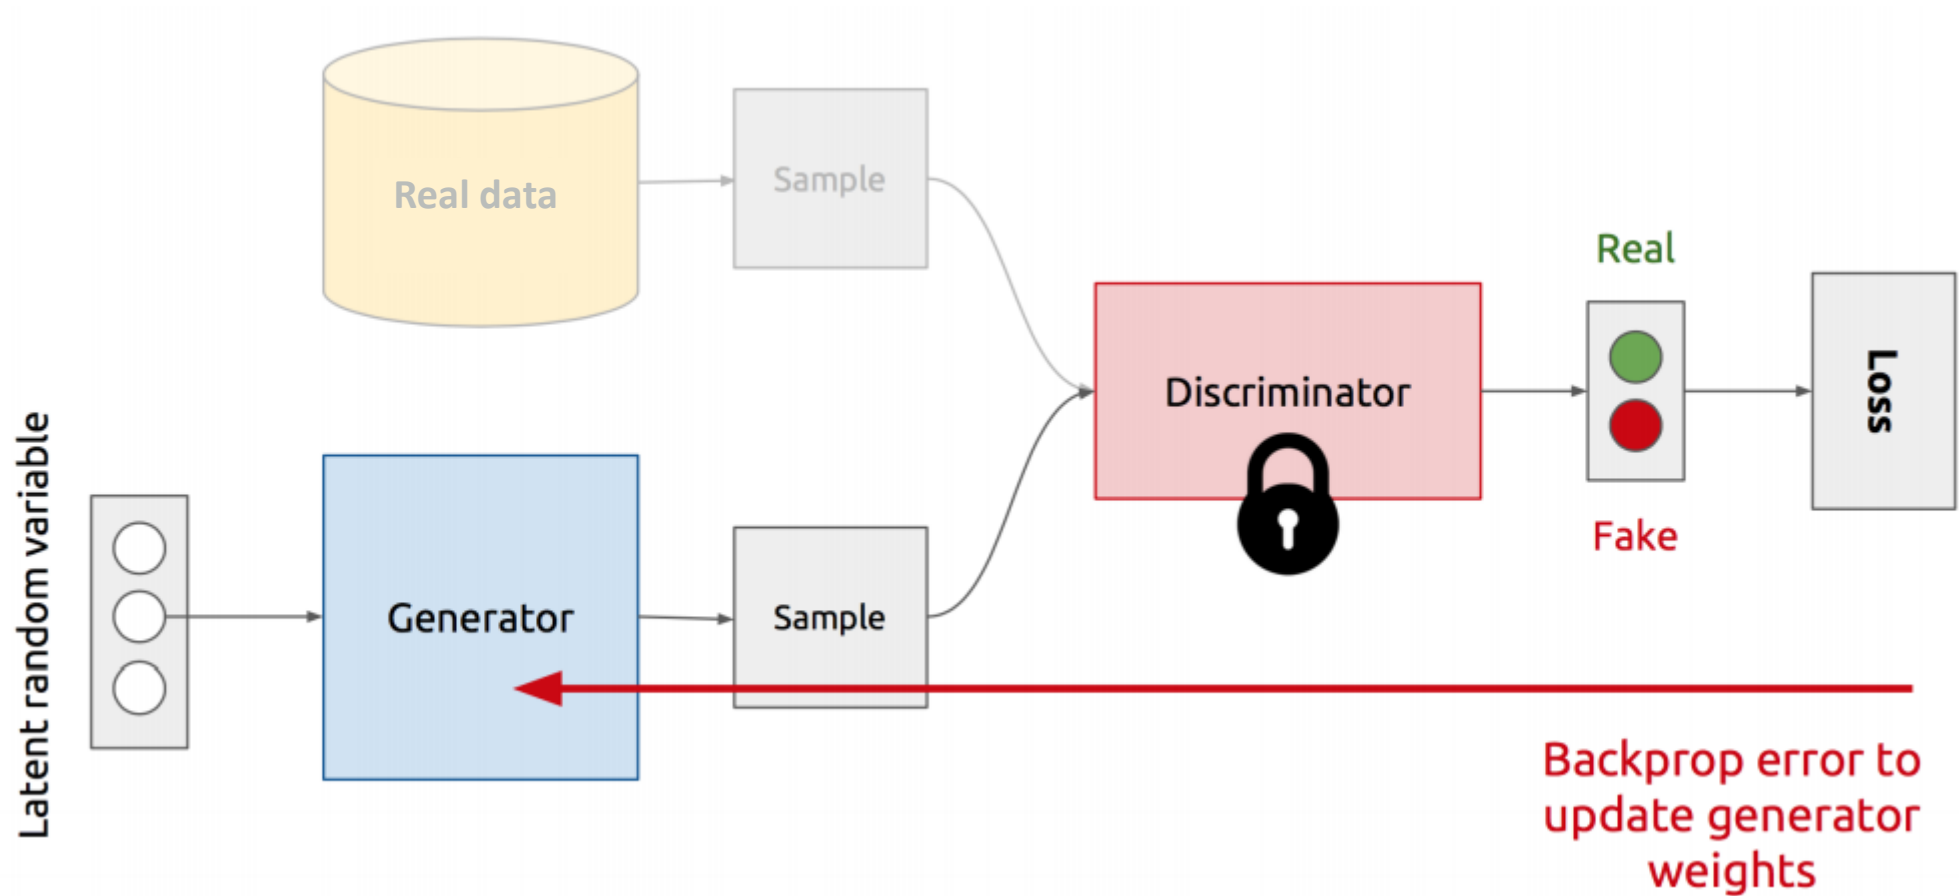 Real data
Sample
Real
Discriminator
Loss
Fake
Latent random variable
Generator
Sample
Backprop error to
update generator
weights